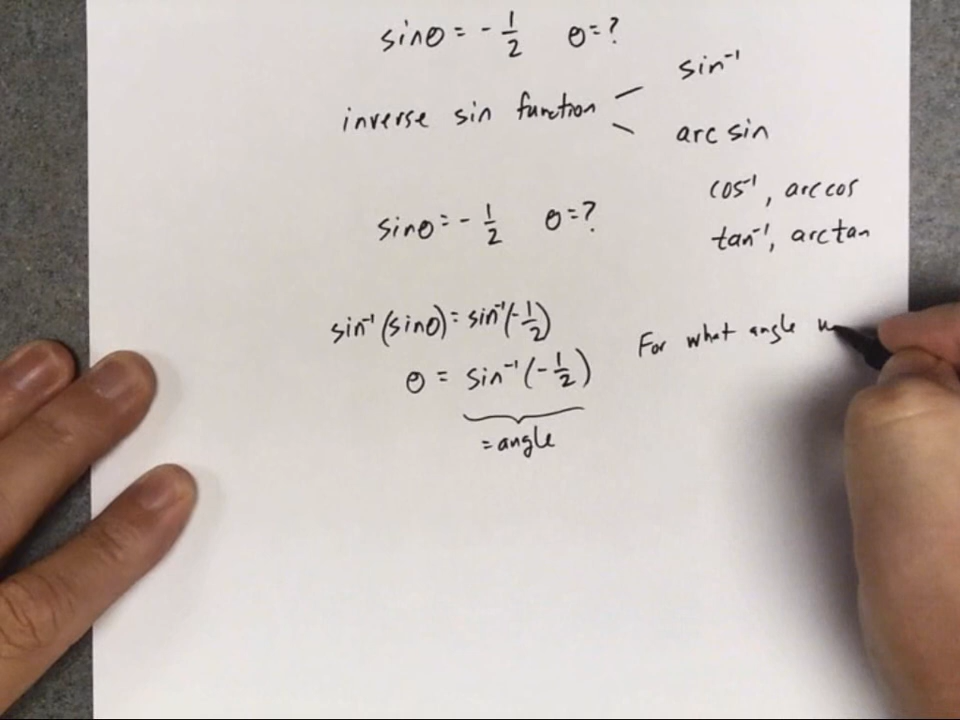 sinθ = - 1/2 θ = ?
inverse sin function
sin⁻¹
arc sin
cos⁻¹, arccos
tan⁻¹, arctan
sinθ = - 1/2 θ = ?
sin⁻¹(sinθ) = sin⁻¹(-1/2)
For what angle
θ = sin⁻¹(-1/2)
= angle